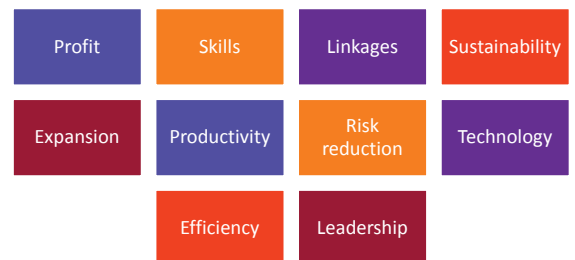 Profit
Skills
Linkages
Sustainability
Expansion
Productivity
Risk
reduction
Technology
Efficiency
Leadership